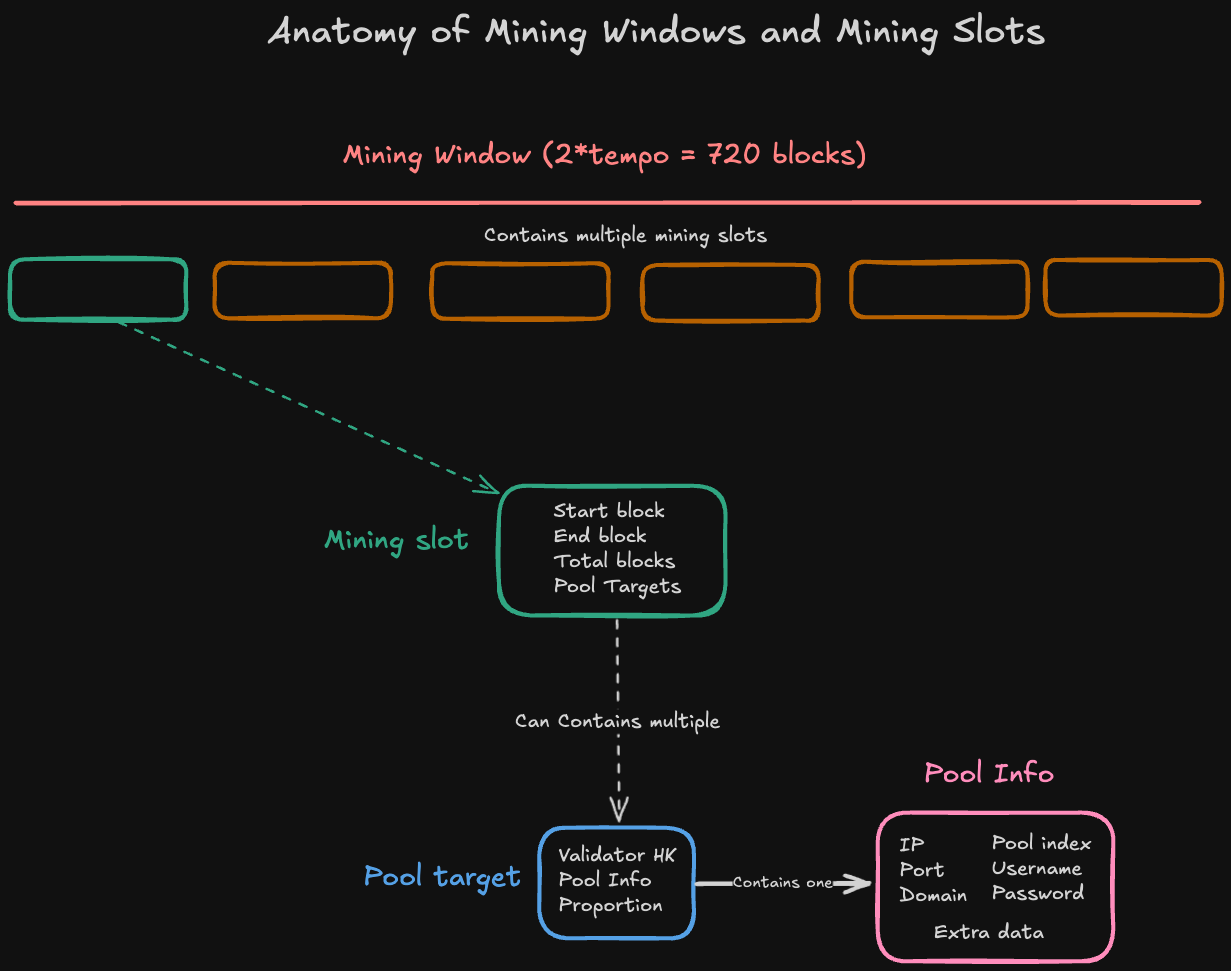 Anatomy of Mining Windows and Mining Slots
Mining Window (2*tempo = 720 blocks)
Contains multiple mining slots
Mining slot
Start block
End block
Total blocks
Pool Targets
Can Contains multiple
Pool target
Validator HK
Pool Info
Proportion
Contains one
Pool Info
IP
Port
Domain
Pool index
Username
Password
Extra data